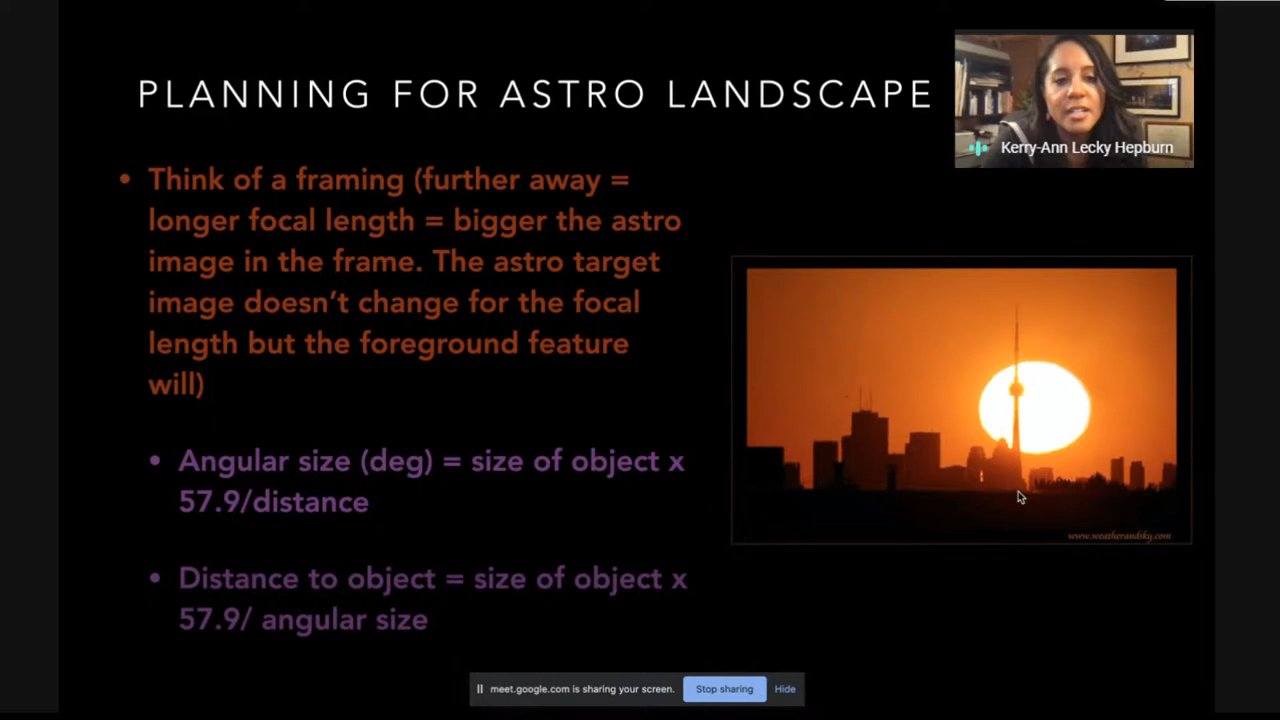 PLANNING FOR ASTRO LANDSCAPE
Kerry-Ann Lecky Hepburn
• Think of a framing (further away =
longer focal length = bigger the astro
image in the frame. The astro target
image doesn't change for the focal
length but the foreground feature
will)
• Angular size (deg) = size of object x
57.9/distance
• Distance to object = size of object x
57.9/ angular size
www.weatherandsky.com
meet.google.com is sharing your screen.
Stop sharing
Hide